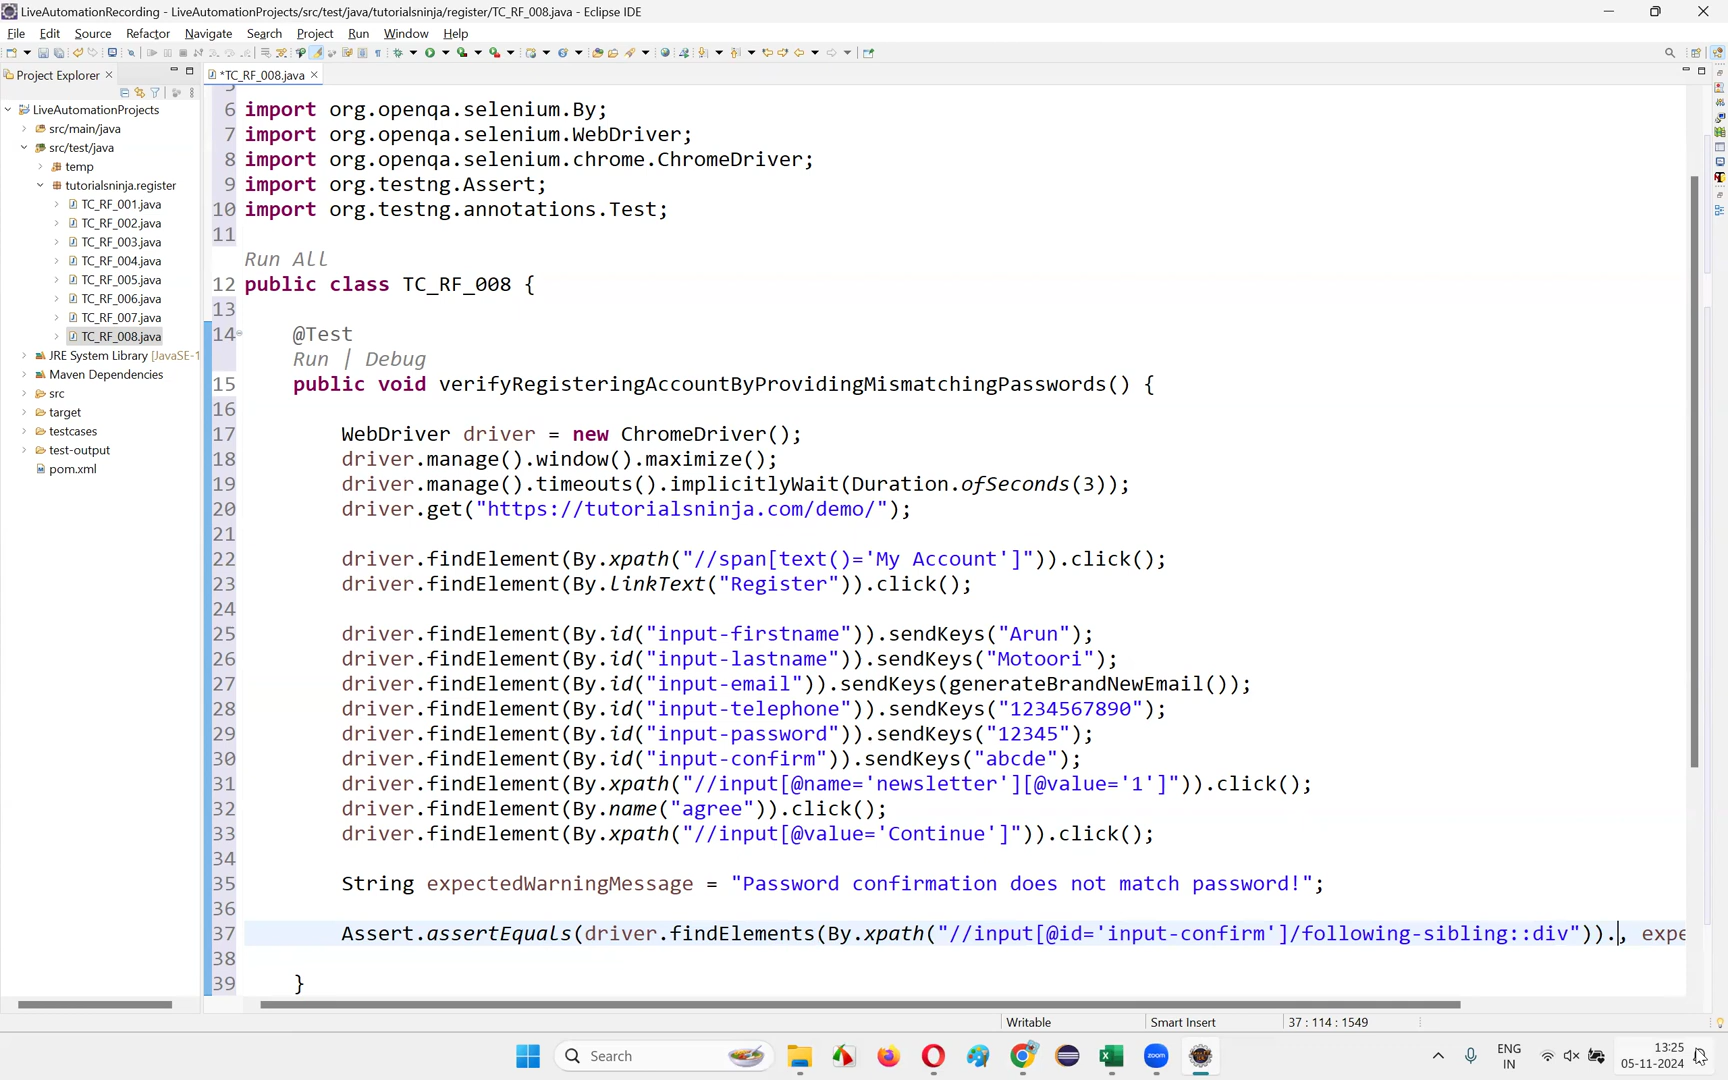 LiveAutomationRecording - LiveAutomationProjects/src/test/java/tutorialsninja/register/TC_RF_008.java - Eclipse IDE
File Edit Source Refactor Navigate Search Project Run Window Help
Project Explorer
*TC_RF_008.java
LiveAutomationProjects
src/main/java
src/test/java
temp
tutorialsninja.register
TC_RF_001.java
TC_RF_002.java
TC_RF_003.java
TC_RF_004.java
TC_RF_005.java
TC_RF_006.java
TC_RF_007.java
TC_RF_008.java
JRE System Library [JavaSE-1
Maven Dependencies
src
target
testcases
test-output
pom.xml
6 import org.openqa.selenium.By;
7 import org.openqa.selenium.WebDriver;
8 import org.openqa.selenium.chrome.ChromeDriver;
9 import org.testng.Assert;
10 import org.testng.annotations.Test;
11
Run All
12 public class TC_RF_008 {
13
14 @Test
Run | Debug
15 public void verifyRegisteringAccountByProvidingMismatchingPasswords() {
16
17 WebDriver driver = new ChromeDriver();
18 driver.manage().window().maximize();
19 driver.manage().timeouts().implicitlyWait(Duration.ofSeconds(3));
20 driver.get("https://tutorialsninja.com/demo/");
21
22 driver.findElement(By.xpath("//span[text()='My Account']")).click();
23 driver.findElement(By.linkText("Register")).click();
24
25 driver.findElement(By.id("input-firstname")).sendKeys("Arun");
26 driver.findElement(By.id("input-lastname")).sendKeys("Motoori");
27 driver.findElement(By.id("input-email")).sendKeys(generateBrandNewEmail());
28 driver.findElement(By.id("input-telephone")).sendKeys("1234567890");
29 driver.findElement(By.id("input-password")).sendKeys("12345");
30 driver.findElement(By.id("input-confirm")).sendKeys("abcde");
31 driver.findElement(By.xpath("//input[@name='newsletter'][@value='1']")).click();
32 driver.findElement(By.name("agree")).click();
33 driver.findElement(By.xpath("//input[@value='Continue']")).click();
34
35 String expectedWarningMessage = "Password confirmation does not match password!";
36
37 Assert.assertEquals(driver.findElements(By.xpath("//input[@id='input-confirm']/following-sibling::div"))., expe
38
39 }
Writable Smart Insert 37 : 114 : 1549
Search
zoom
ENG
IN
13:25
05-11-2024